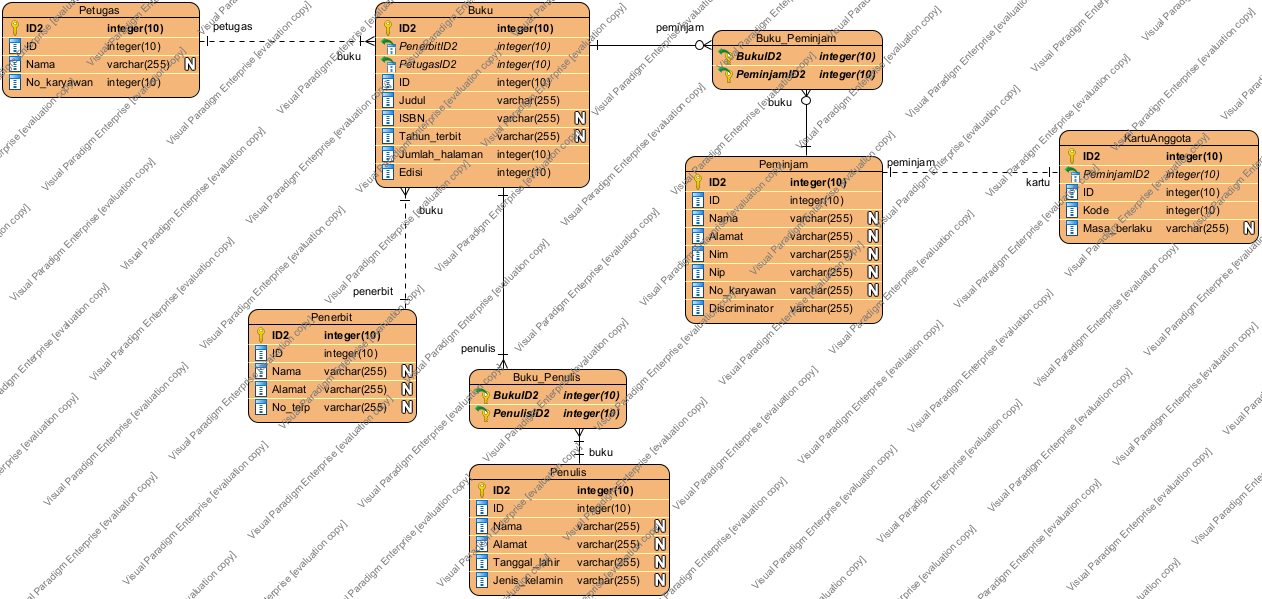 Petugas
ID2 integer(10)
ID integer(10)
Nama varchar(255) N
No_karyawan integer(10)
petugas
buku
Buku
ID2 integer(10)
PenerbitID2 integer(10)
PetugasID2 integer(10)
ID integer(10)
Judul varchar(255)
ISBN varchar(255) N
Tahun_terbit varchar(255) N
Jumlah_halaman integer(10)
Edisi integer(10)
peminjam
Buku_Peminjam
BukuID2 integer(10)
PeminjamID2 integer(10)
buku
Peminjam
ID2 integer(10)
ID integer(10)
Nama varchar(255) N
Alamat varchar(255) N
Nim varchar(255) N
Nip varchar(255) N
No_karyawan varchar(255) N
Discriminator varchar(255)
peminjam
kartu
KartuAnggota
ID2 integer(10)
PeminjamID2 integer(10)
ID integer(10)
Kode integer(10)
Masa_berlaku varchar(255) N
buku
penerbit
Penerbit
ID2 integer(10)
ID integer(10)
Nama varchar(255) N
Alamat varchar(255) N
No_telp varchar(255) N
penulis
Buku_Penulis
BukuID2 integer(10)
PenulisID2 integer(10)
buku
Penulis
ID2 integer(10)
ID integer(10)
Nama varchar(255) N
Alamat varchar(255) N
Tanggal_lahir varchar(255) N
Jenis_kelamin varchar(255) N
Visual Paradigm Enterprise [evaluation copy]